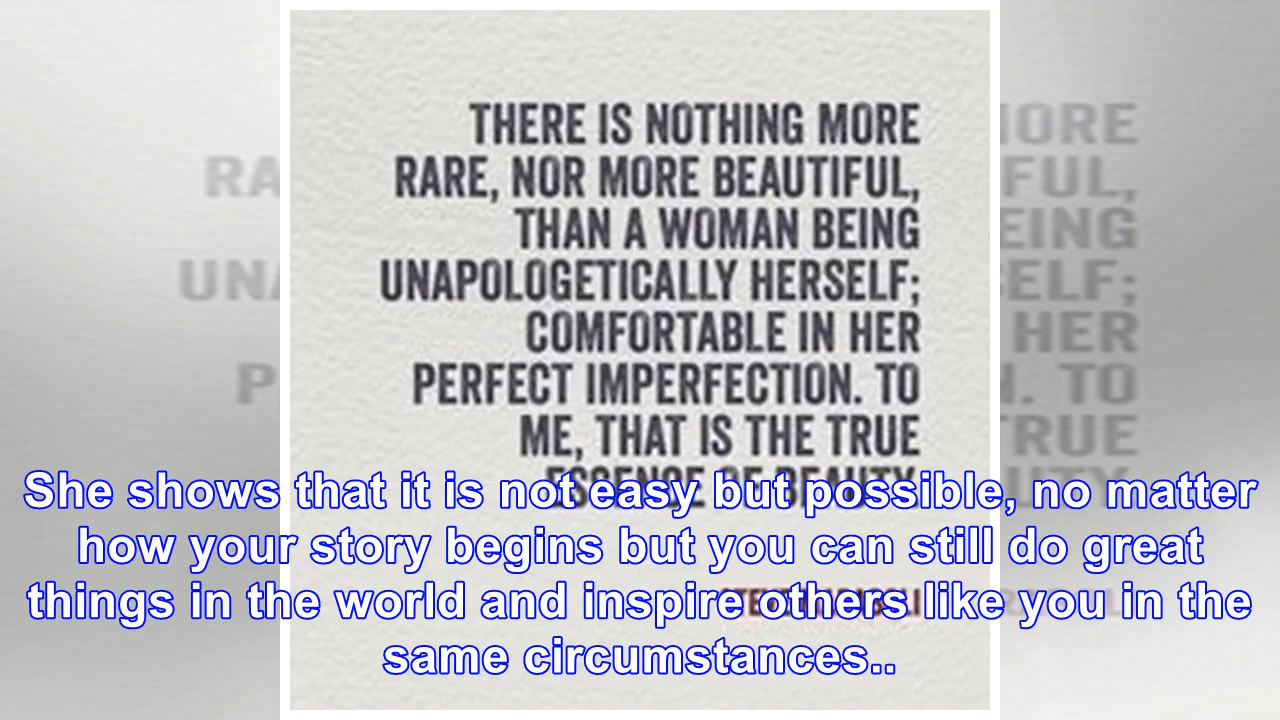 THERE IS NOTHING MORE
RARE, NOR MORE BEAUTIFUL,
THAN A WOMAN BEING
UNAPOLOGETICALLY HERSELF;
COMFORTABLE IN HER
PERFECT IMPERFECTION. TO
ME, THAT IS THE TRUE
ESSENCE OF BEAUTY.
She shows that it is not easy but possible, no matter
how your story begins but you can still do great
things in the world and inspire others like you in the
same circumstances..